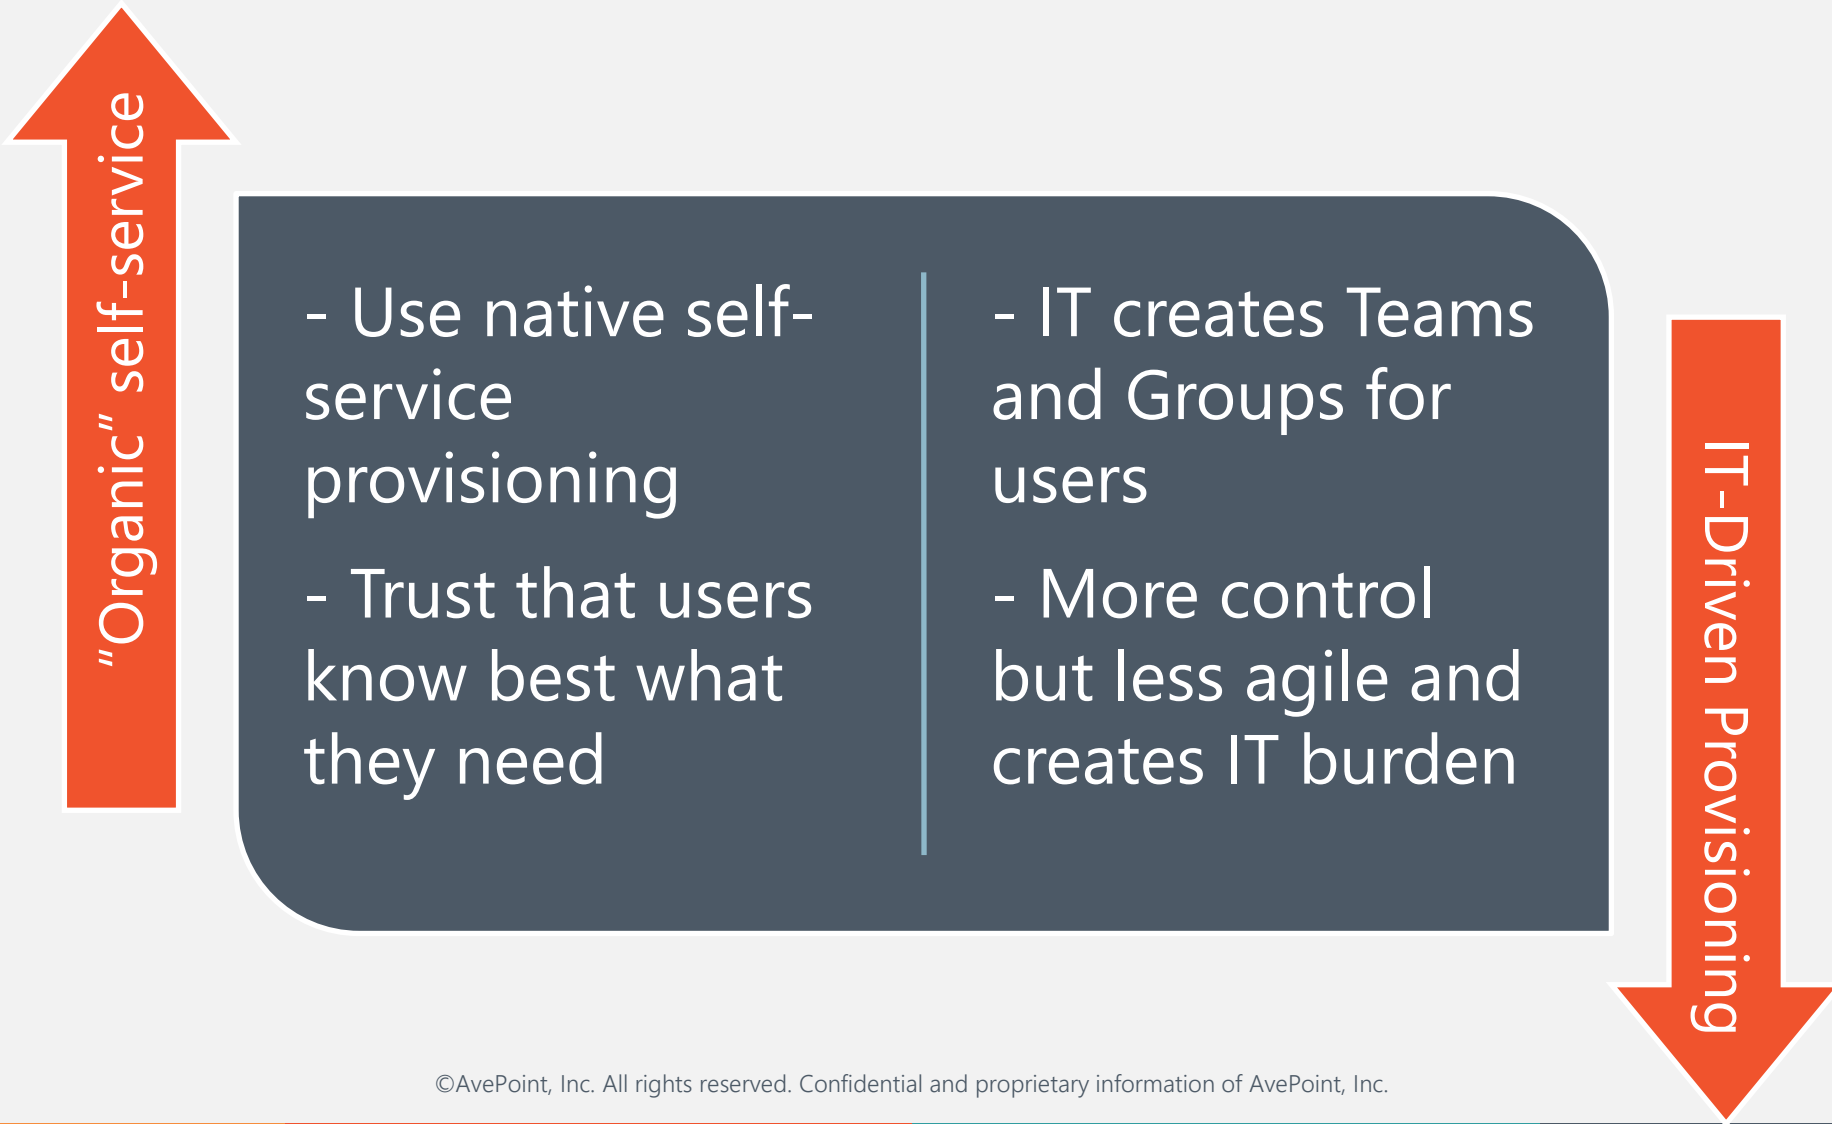 “Organic” self-service
- Use native self-
service
provisioning
- Trust that users
know best what
they need
- IT creates Teams
and Groups for
users
- More control
but less agile and
creates IT burden
IT-Driven Provisioning
©AvePoint, Inc. All rights reserved. Confidential and proprietary information of AvePoint, Inc.